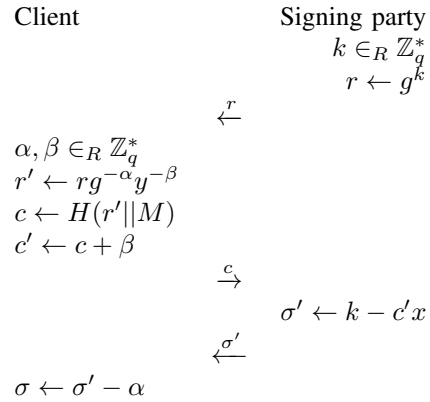 Client Signing party
k ∈_R ℤ_q^*
r ← g^k
←^r
α, β ∈_R ℤ_q^*
r′ ← rg^{−α}y^{−β}
c ← H(r′||M)
c′ ← c + β
→^c
σ′ ← k − c′x
←^{σ′}
σ ← σ′ − α